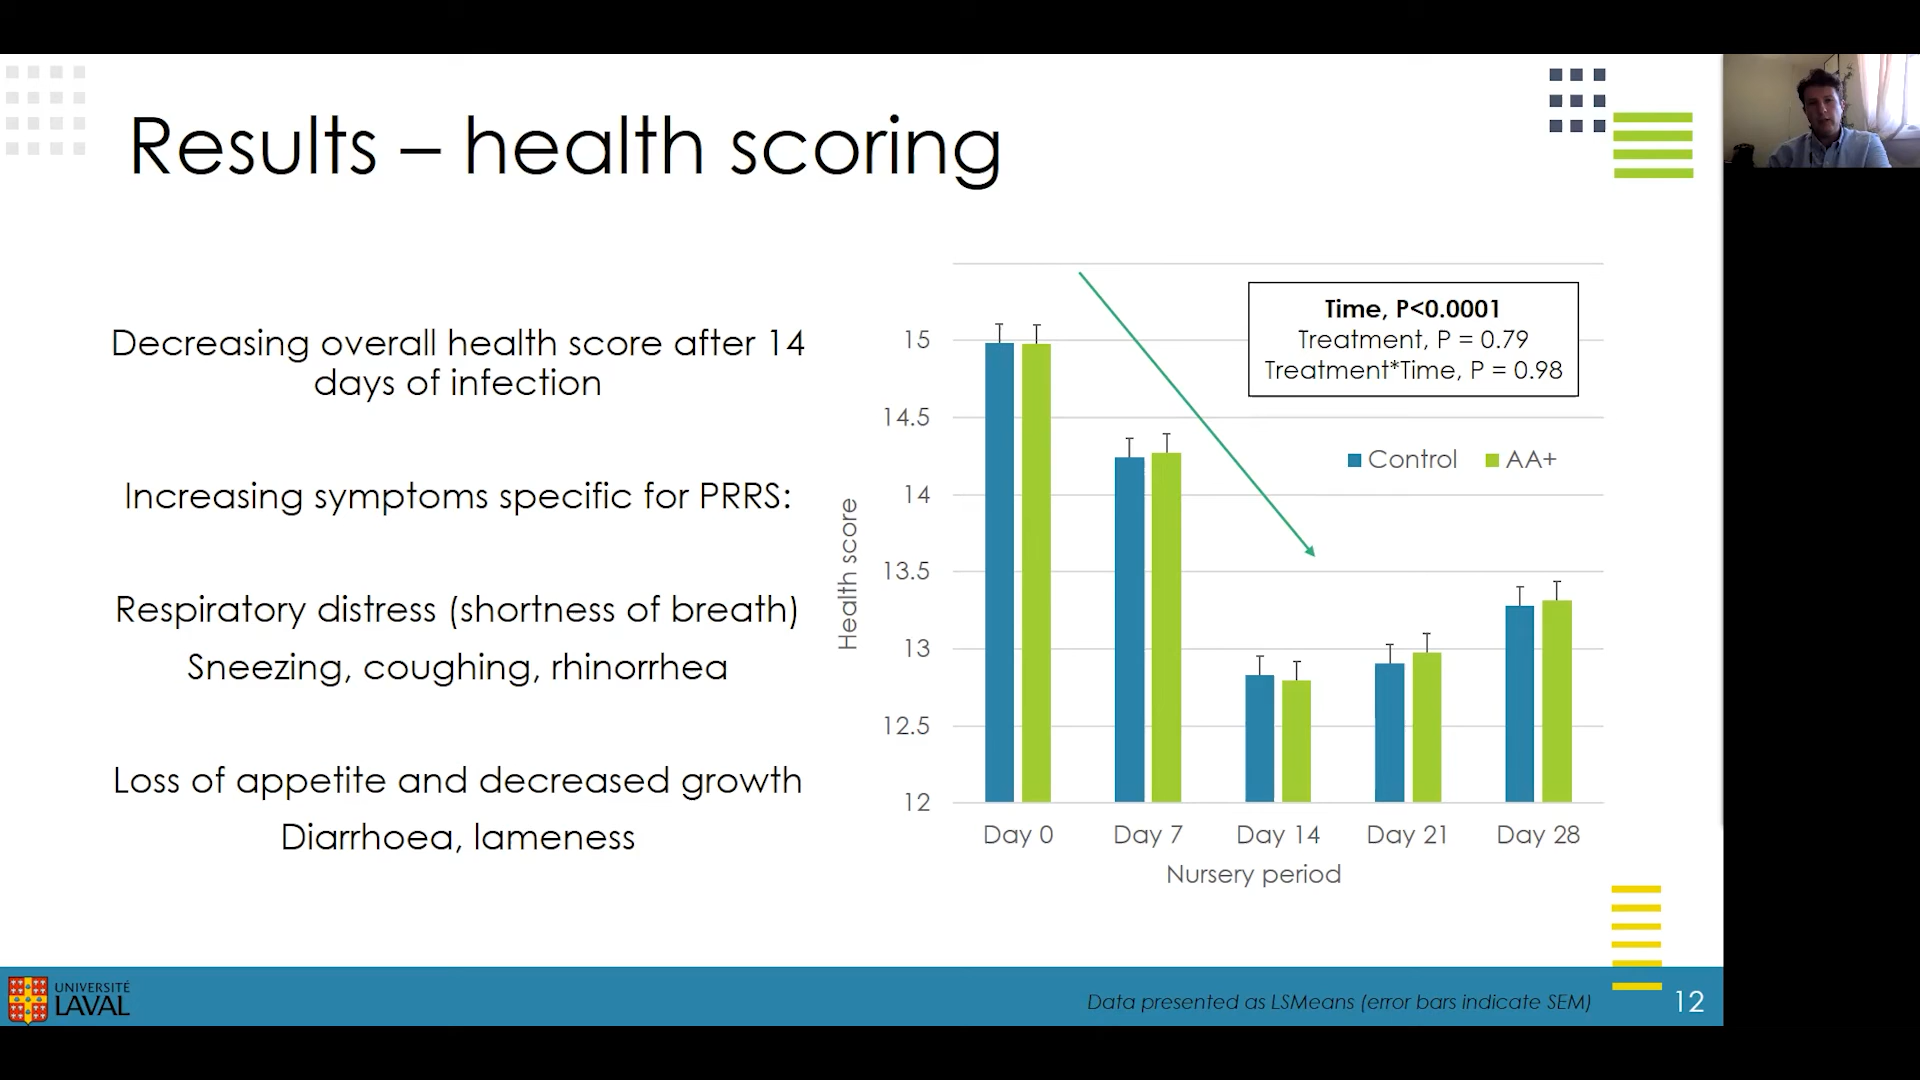 Results – health scoring
Decreasing overall health score after 14
days of infection
Increasing symptoms specific for PRRS:
Respiratory distress (shortness of breath)
Sneezing, coughing, rhinorrhea
Loss of appetite and decreased growth
Diarrhoea, lameness
Time, P<0.0001
Treatment, P = 0.79
Treatment*Time, P = 0.98
Control AA+
Health score
15
14.5
14
13.5
13
12.5
12
Day 0 Day 7 Day 14 Day 21 Day 28
Nursery period
UNIVERSITÉ
LAVAL
Data presented as LSMeans (error bars indicate SEM)
12